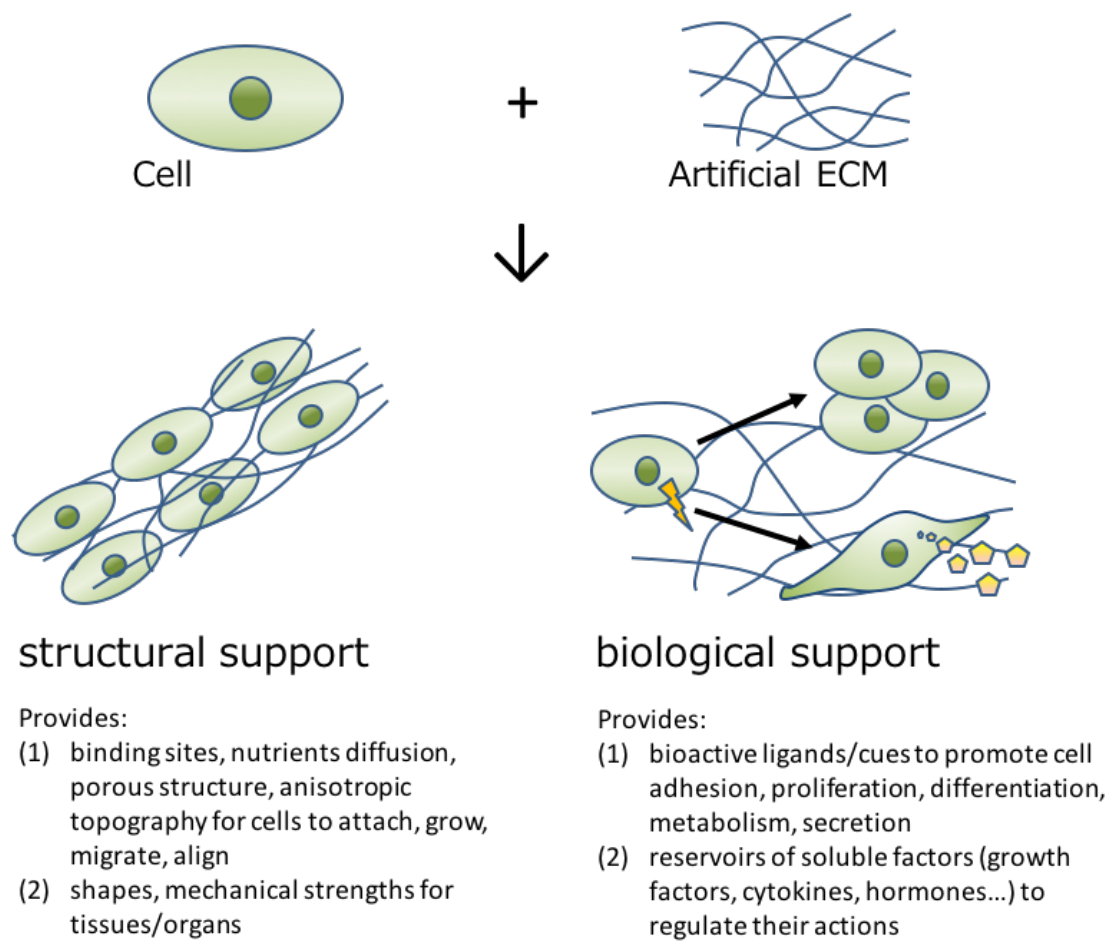 +
Cell
Artificial ECM
structural support
Provides:
(1) binding sites, nutrients diffusion,
porous structure, anisotropic
topography for cells to attach, grow,
migrate, align
(2) shapes, mechanical strengths for
tissues/organs
biological support
Provides:
(1) bioactive ligands/cues to promote cell
adhesion, proliferation, differentiation,
metabolism, secretion
(2) reservoirs of soluble factors (growth
factors, cytokines, hormones...) to
regulate their actions